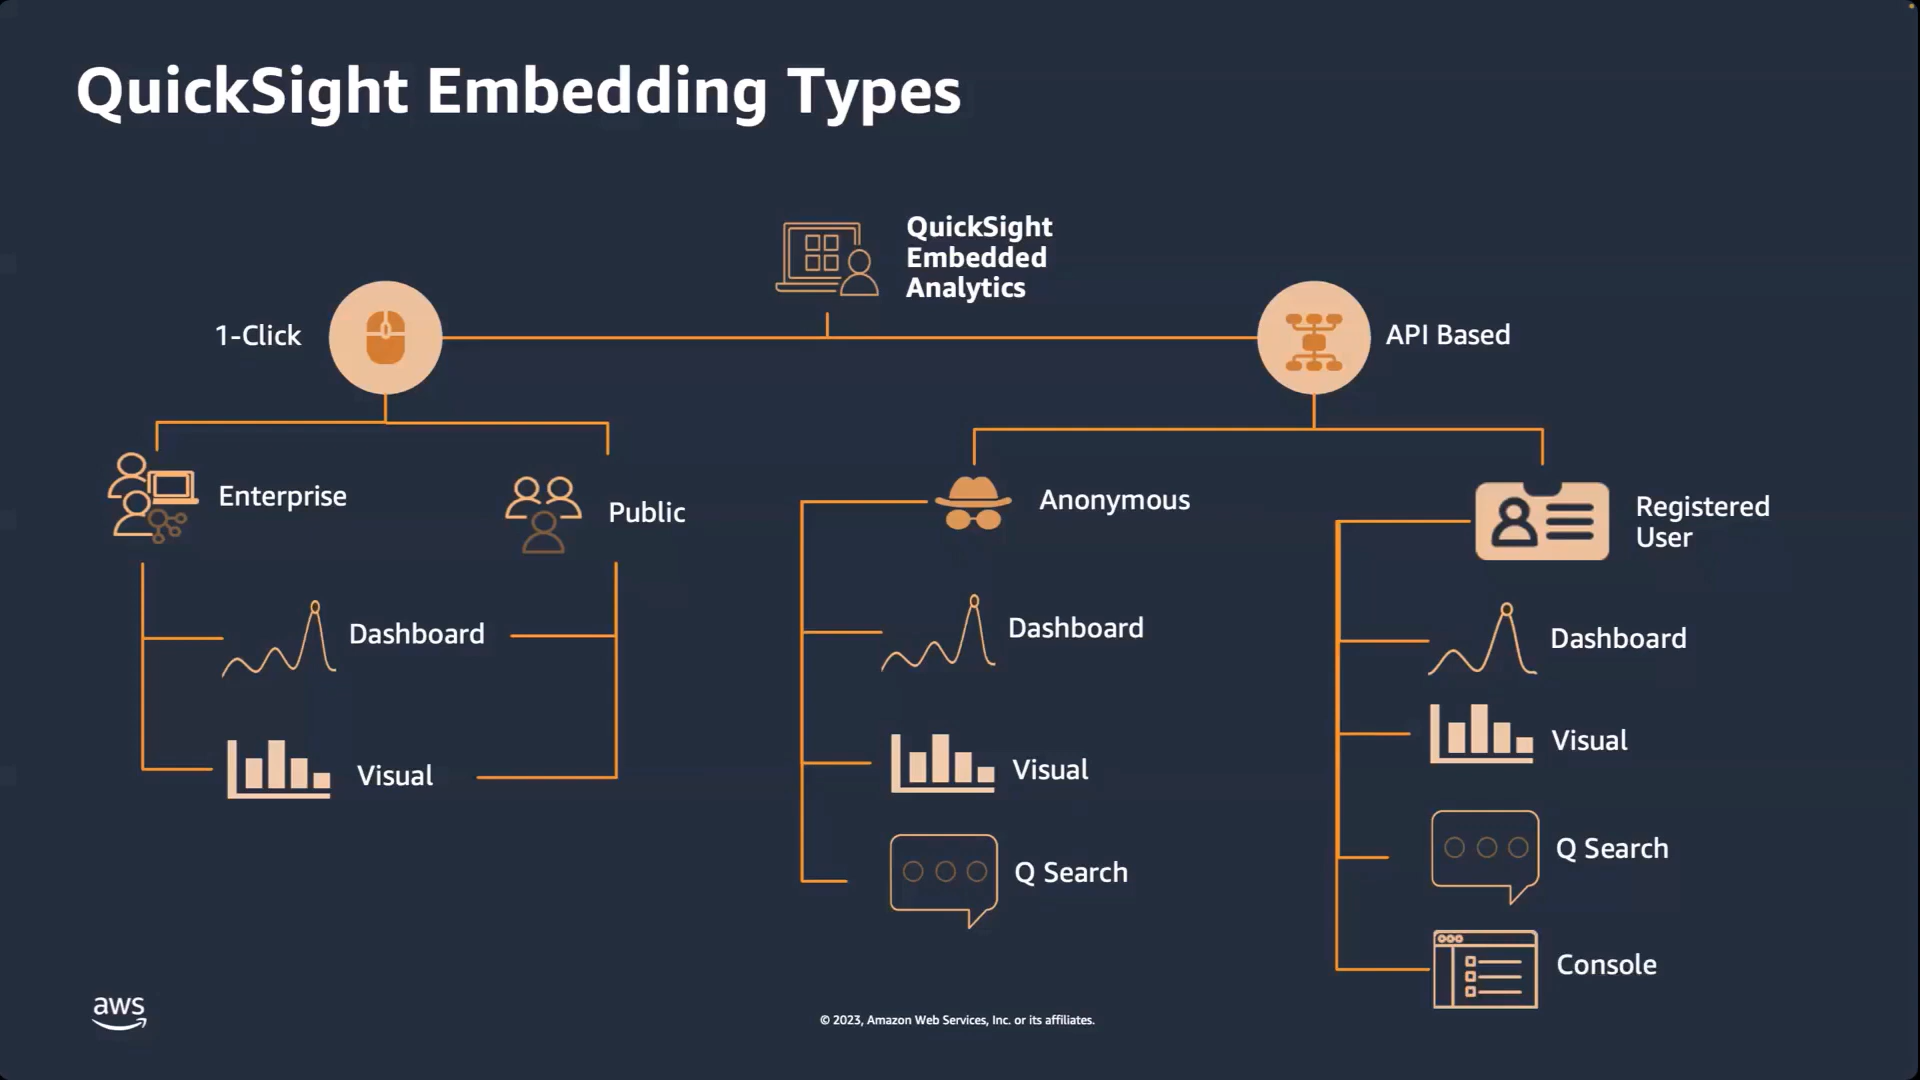 QuickSight Embedding Types
QuickSight
Embedded
Analytics
1-Click
API Based
Enterprise
Public
Anonymous
Registered
User
Dashboard
Dashboard
Dashboard
Visual
Visual
Visual
Q Search
Q Search
Console
aws
© 2023, Amazon Web Services, Inc. or its affiliates.